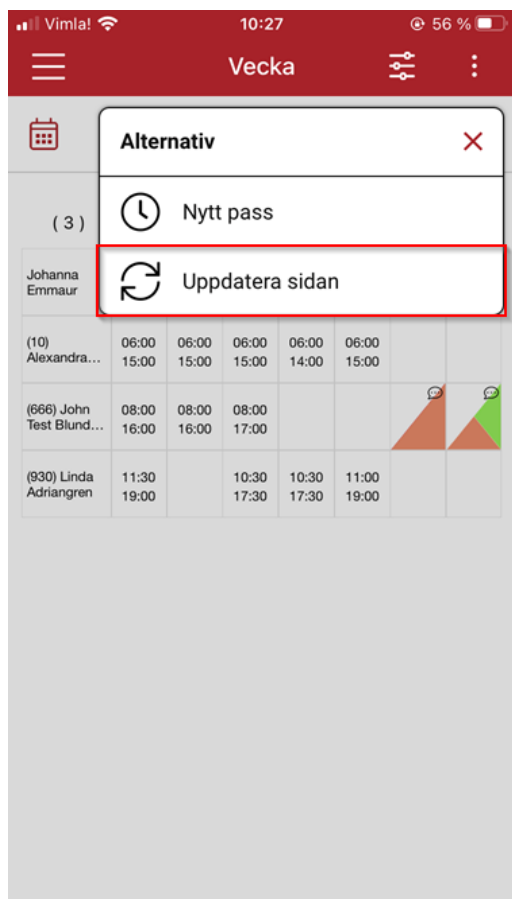 Vimla! 10:27 56 %
Vecka
Alternativ
Nytt pass
( 3 )
Uppdatera sidan
Johanna
Emmaur
(10)
Alexandra...
06:00 06:00 06:00 06:00 06:00
15:00 15:00 15:00 14:00 15:00
(666) John
Test Blund...
08:00 08:00 08:00
16:00 16:00 17:00
(930) Linda
Adriangren
11:30 10:30 10:30 11:00
19:00 17:30 17:30 19:00